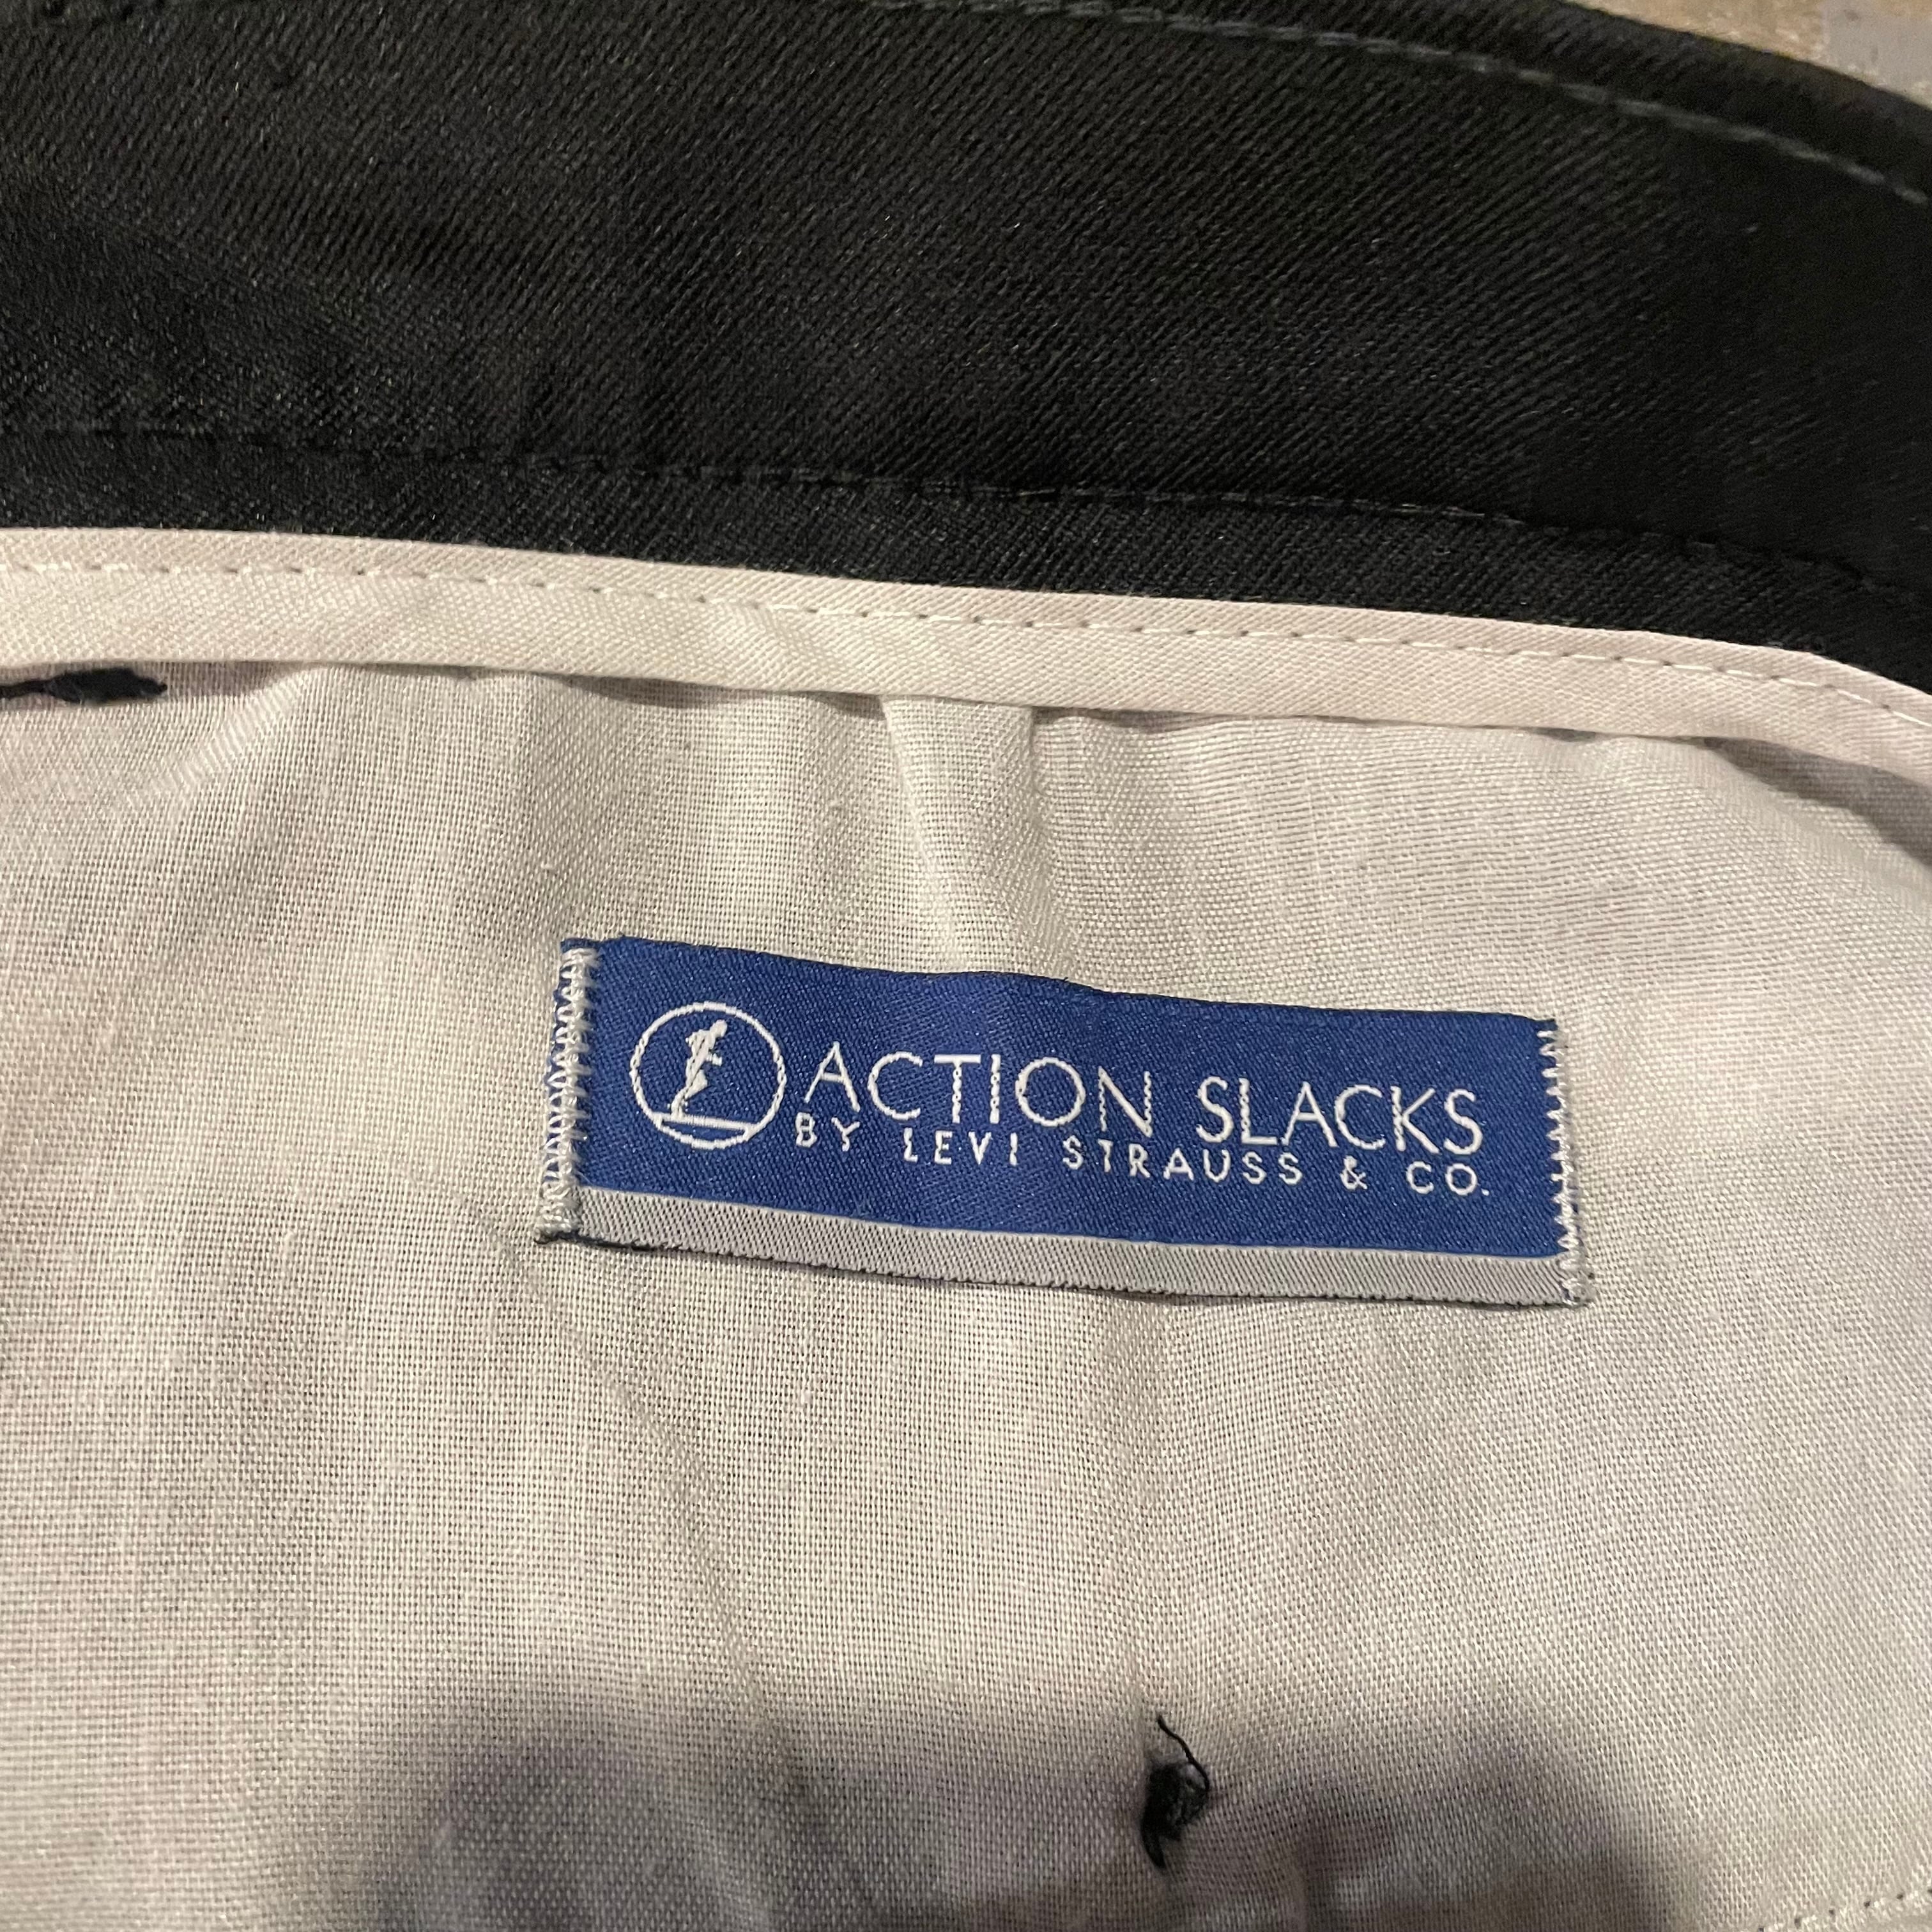 ACTION SLACKS
BY LEVI STRAUSS & CO.